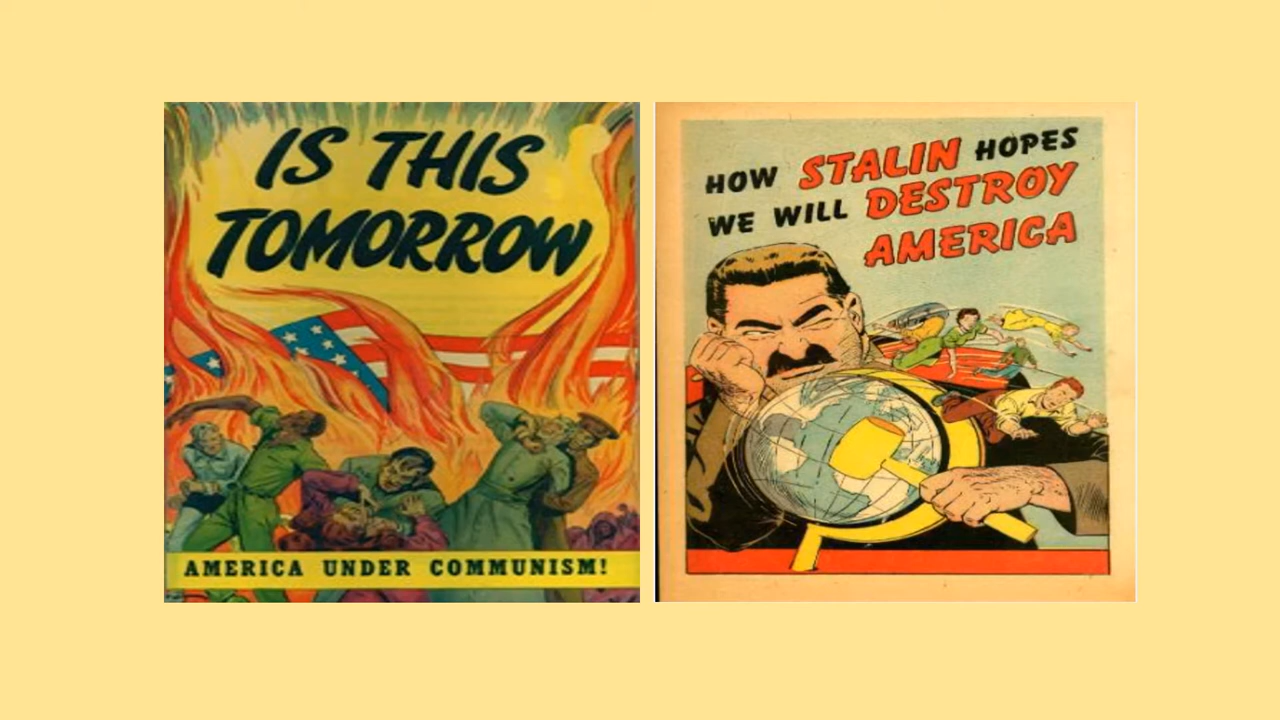 IS THIS
TOMORROW
AMERICA UNDER COMMUNISM!
HOW STALIN HOPES
WE WILL DESTROY
AMERICA